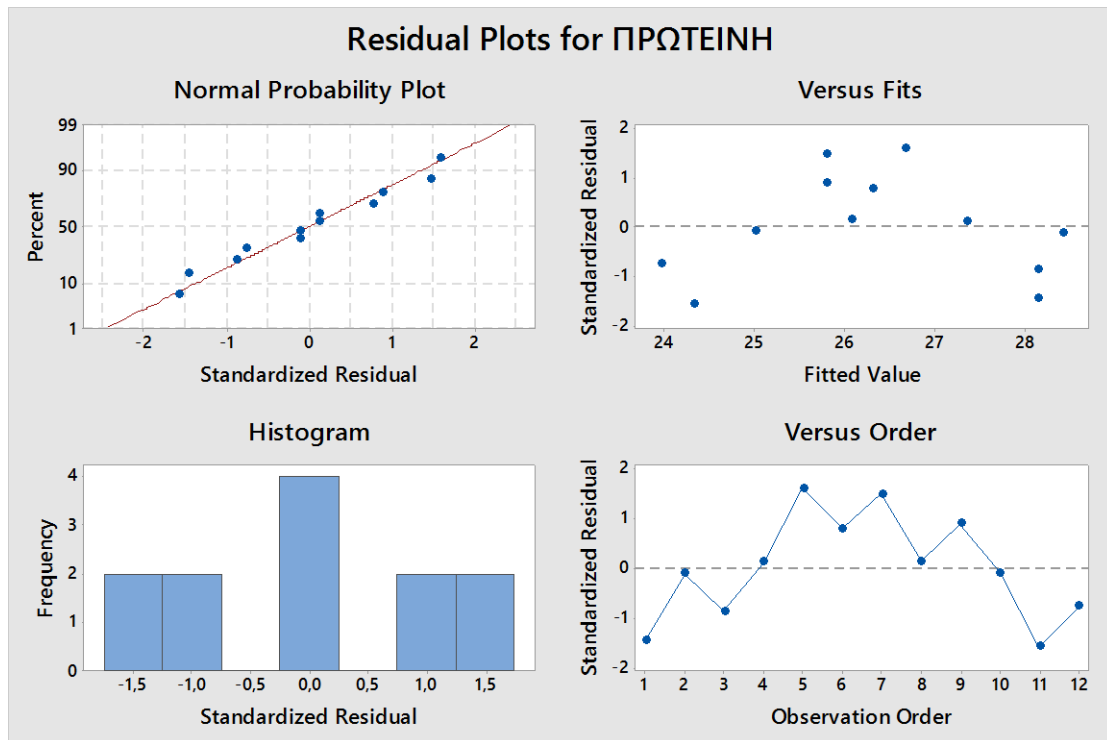 Residual Plots for ΠΡΩΤΕΙΝΗ
Normal Probability Plot
99
90
50
10
1
Percent
-2 -1 0 1 2
Standardized Residual
Versus Fits
2
1
0
-1
-2
Standardized Residual
24 25 26 27 28
Fitted Value
Histogram
4
3
2
1
0
Frequency
-1,5 -1,0 -0,5 0,0 0,5 1,0 1,5
Standardized Residual
Versus Order
2
1
0
-1
-2
Standardized Residual
1 2 3 4 5 6 7 8 9 10 11 12
Observation Order